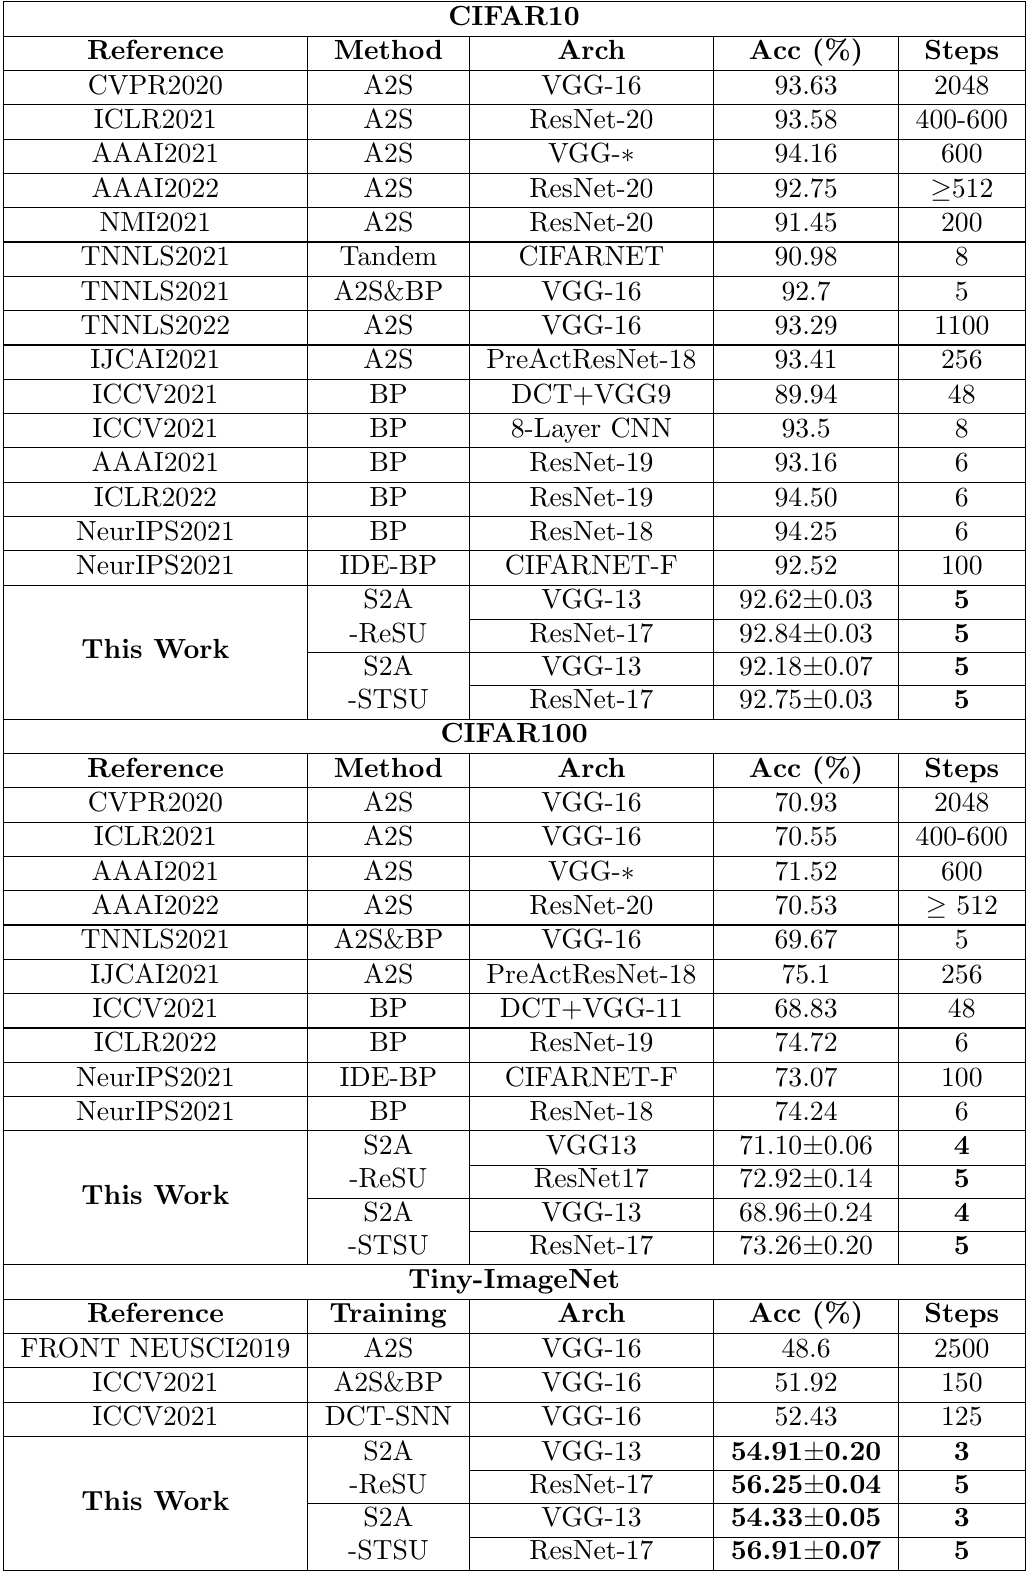 CIFAR10
Reference Method Arch Acc (%) Steps
CVPR2020 A2S VGG-16 93.63 2048
ICLR2021 A2S ResNet-20 93.58 400-600
AAAI2021 A2S VGG-∗ 94.16 600
AAAI2022 A2S ResNet-20 92.75 ≥512
NMI2021 A2S ResNet-20 91.45 200
TNNLS2021 Tandem CIFARNET 90.98 8
TNNLS2021 A2S&BP VGG-16 92.7 5
TNNLS2022 A2S VGG-16 93.29 1100
IJCAI2021 A2S PreActResNet-18 93.41 256
ICCV2021 BP DCT+VGG9 89.94 48
ICCV2021 BP 8-Layer CNN 93.5 8
AAAI2021 BP ResNet-19 93.16 6
ICLR2022 BP ResNet-19 94.50 6
NeurIPS2021 BP ResNet-18 94.25 6
NeurIPS2021 IDE-BP CIFARNET-F 92.52 100
S2A VGG-13 92.62±0.03 5
This Work -ReSU ResNet-17 92.84±0.03 5
S2A VGG-13 92.18±0.07 5
-STSU ResNet-17 92.75±0.03 5
CIFAR100
Reference Method Arch Acc (%) Steps
CVPR2020 A2S VGG-16 70.93 2048
ICLR2021 A2S VGG-16 70.55 400-600
AAAI2021 A2S VGG-∗ 71.52 600
AAAI2022 A2S ResNet-20 70.53 ≥ 512
TNNLS2021 A2S&BP VGG-16 69.67 5
IJCAI2021 A2S PreActResNet-18 75.1 256
ICCV2021 BP DCT+VGG-11 68.83 48
ICLR2022 BP ResNet-19 74.72 6
NeurIPS2021 IDE-BP CIFARNET-F 73.07 100
NeurIPS2021 BP ResNet-18 74.24 6
S2A VGG13 71.10±0.06 4
This Work -ReSU ResNet17 72.92±0.14 5
S2A VGG-13 68.96±0.24 4
-STSU ResNet-17 73.26±0.20 5
Tiny-ImageNet
Reference Training Arch Acc (%) Steps
FRONT NEUSCI2019 A2S VGG-16 48.6 2500
ICCV2021 A2S&BP VGG-16 51.92 150
ICCV2021 DCT-SNN VGG-16 52.43 125
S2A VGG-13 54.91±0.20 3
This Work -ReSU ResNet-17 56.25±0.04 5
S2A VGG-13 54.33±0.05 3
-STSU ResNet-17 56.91±0.07 5